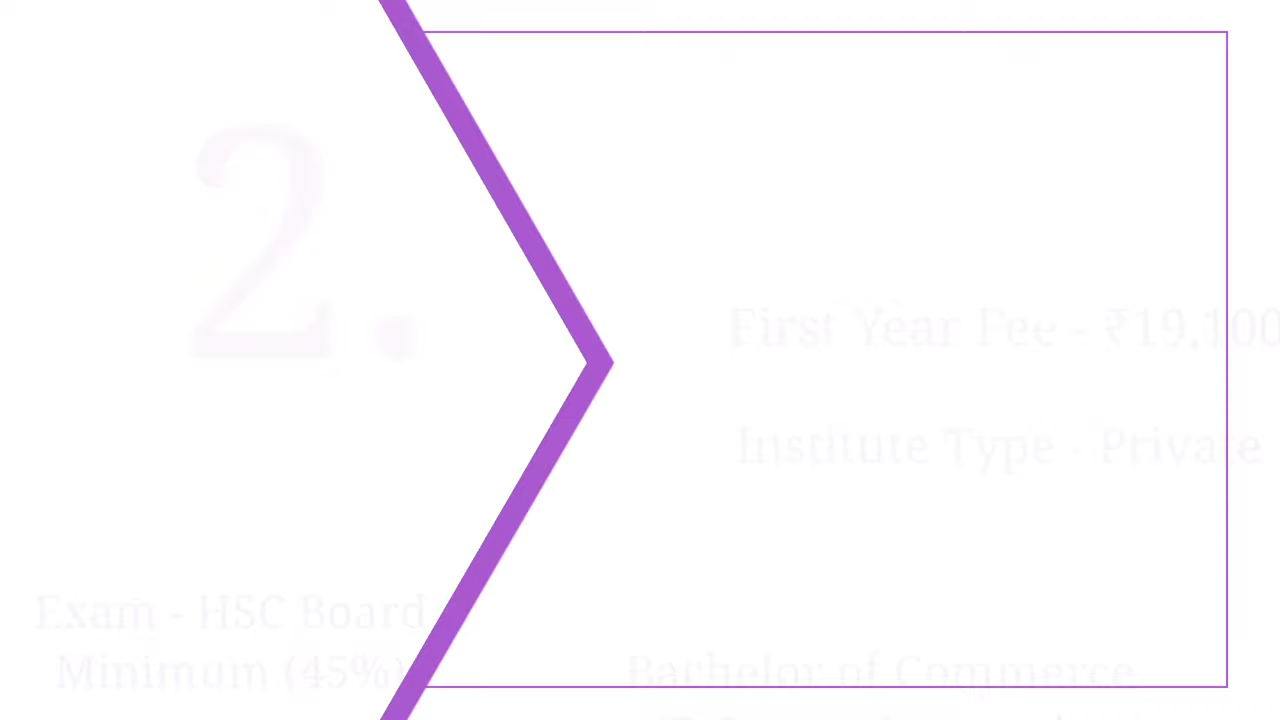 2.
First Year Fee - ₹19,100
Institute Type - Private
Exam - HSC Board
Minimum (45%)
Bachelor of Commerce